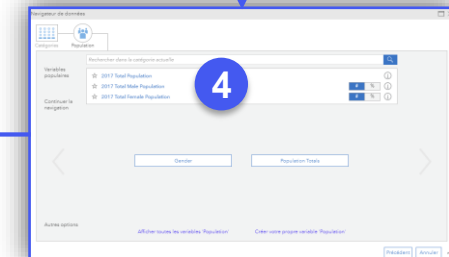 Navigateur de données
Catégories Population
Rechercher dans la catégorie actuelle
Variables populaires
2017 Total Population
2017 Total Male Population # %
2017 Total Female Population # %
4
Continuer la navigation
Gender Population Totals
Autres options
Afficher toutes les variables 'Population' Créer votre propre variable 'Population'
Précédent Annuler